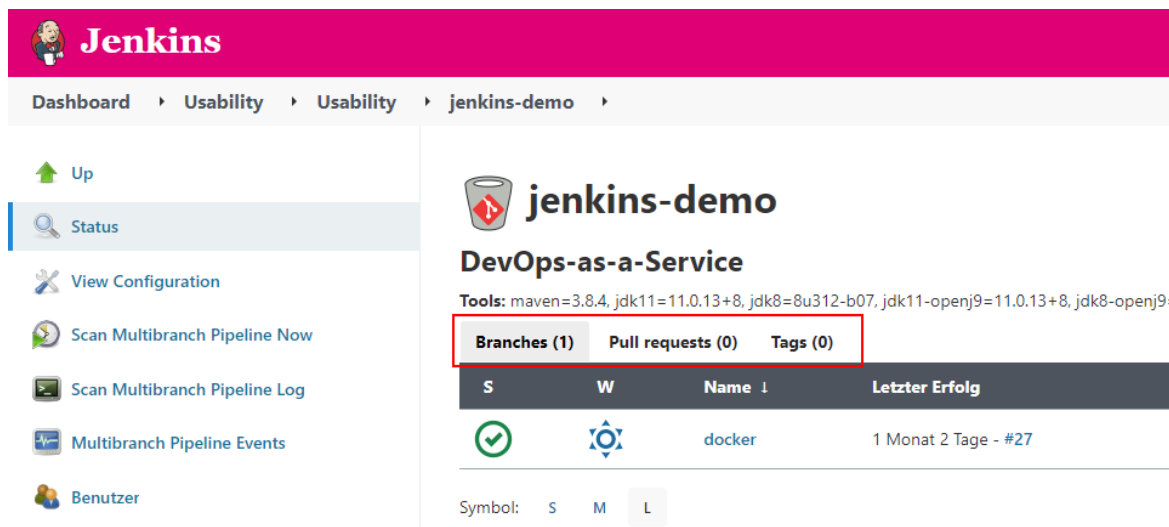 Jenkins
Dashboard Usability Usability jenkins-demo
Up
Status
View Configuration
Scan Multibranch Pipeline Now
Scan Multibranch Pipeline Log
Multibranch Pipeline Events
Benutzer
jenkins-demo
DevOps-as-a-Service
Tools: maven=3.8.4, jdk11=11.0.13+8, jdk8=8u312-b07, jdk11-openj9=11.0.13+8, jdk8-openj9=
Branches (1) Pull requests (0) Tags (0)
S W Name ↓ Letzter Erfolg
docker 1 Monat 2 Tage - #27
Symbol: S M L